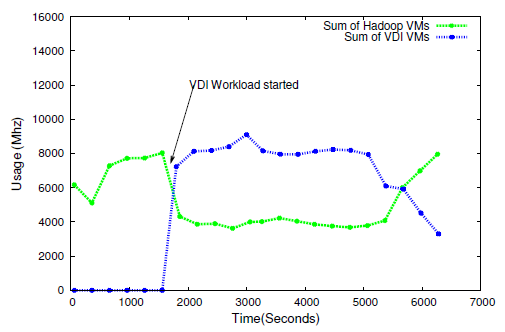 16000
14000
12000
10000
8000
6000
4000
2000
0
Usage (Mhz)
Sum of Hadoop VMs
Sum of VDI VMs
VDI Workload started
0 1000 2000 3000 4000 5000 6000 7000
Time(Seconds)